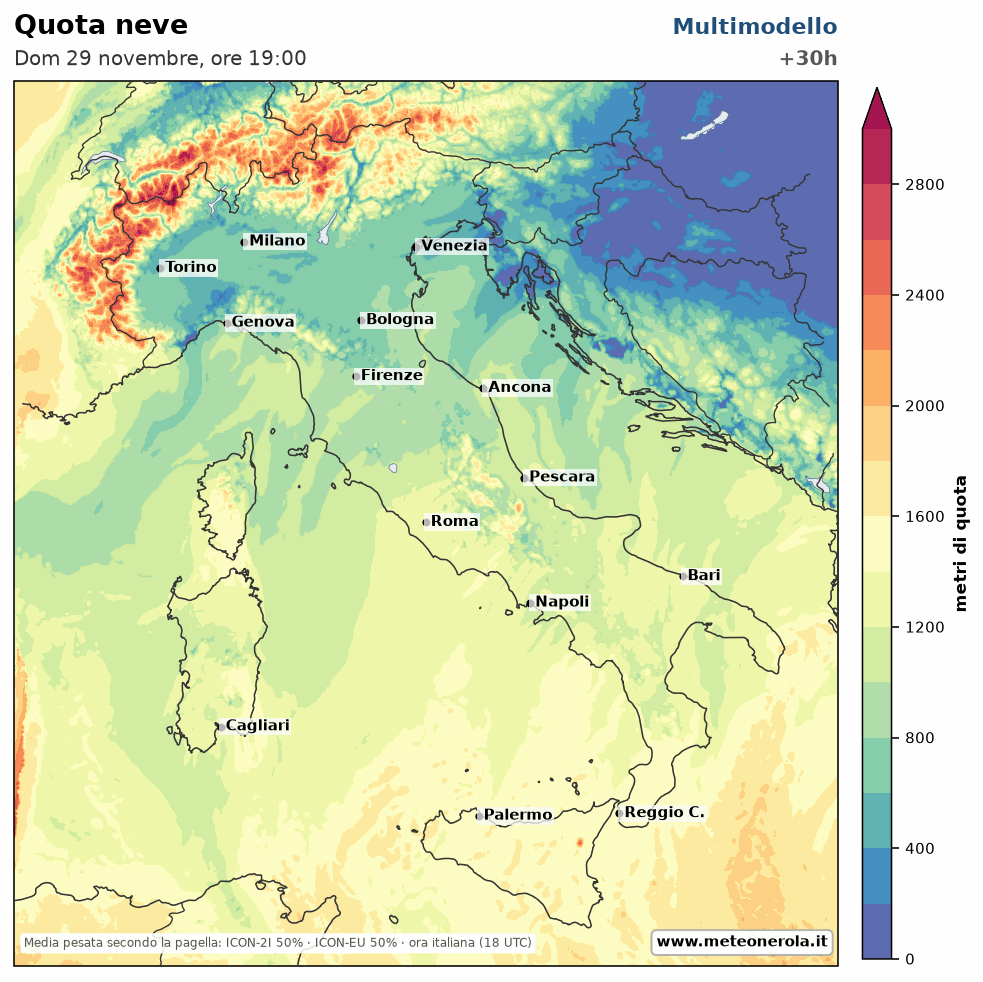 Quota neve
Multimodello
Dom 29 novembre, ore 19:00
+30h
Milano
Venezia
Torino
Genova
Bologna
Firenze
Ancona
Pescara
Roma
Bari
Napoli
Cagliari
Palermo
Reggio C.
2800
2400
2000
1600
1200
800
400
0
metri di quota
Media pesata secondo la pagella: ICON-2I 50% · ICON-EU 50% · ora italiana (18 UTC)
www.meteonerola.it